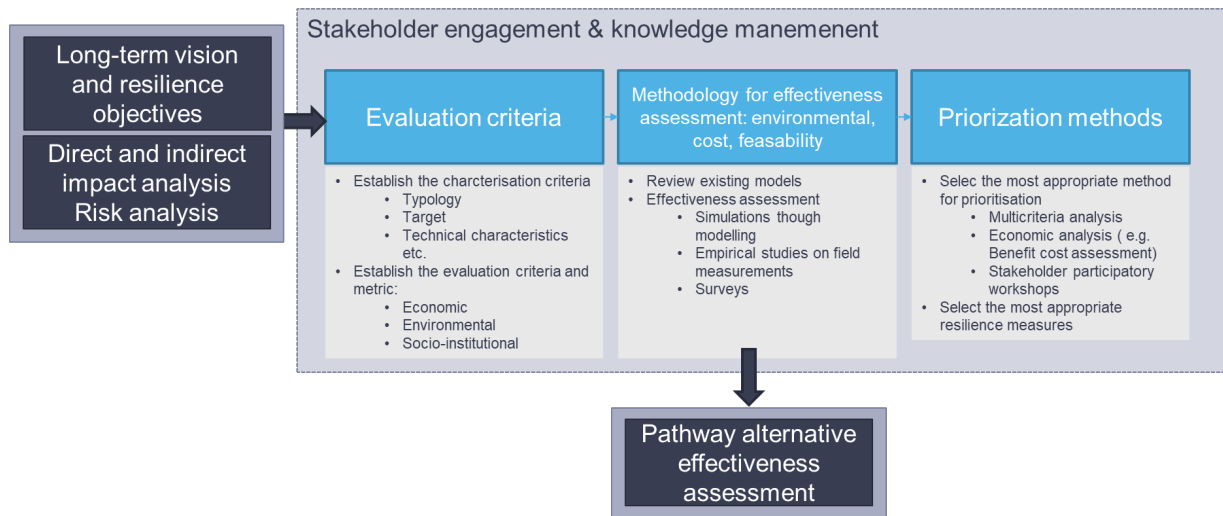 Stakeholder engagement & knowledge manemenent
Long-term vision
and resilience
objectives
Direct and indirect
impact analysis
Risk analysis
Evaluation criteria
• Establish the charcterisation criteria
• Typology
• Target
• Technical characteristics
etc.
• Establish the evaluation criteria and
metric:
• Economic
• Environmental
• Socio-institutional
Methodology for effectiveness
assessment: environmental,
cost, feasability
• Review existing models
• Effectiveness assessment
• Simulations though
modelling
• Empirical studies on field
measurements
• Surveys
Priorization methods
• Selec the most appropriate method
for prioritisation
• Multicriteria analysis
• Economic analysis ( e.g.
Benefit cost assessment)
• Stakeholder participatory
workshops
• Select the most appropriate
resilience measures
Pathway alternative
effectiveness
assessment